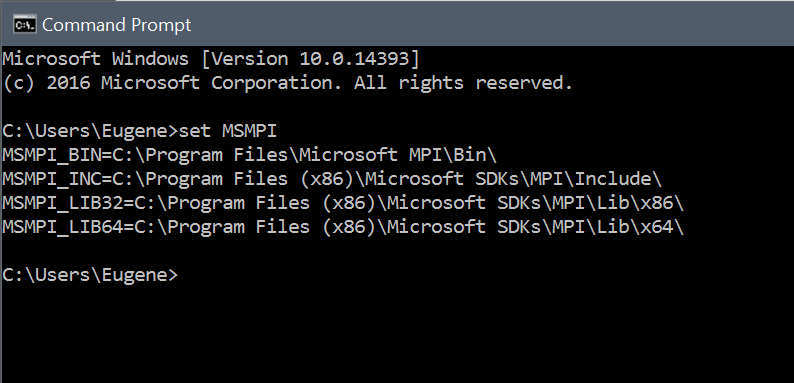 Command Prompt
Microsoft Windows [Version 10.0.14393]
(c) 2016 Microsoft Corporation. All rights reserved.
C:\Users\Eugene>set MSMPI
MSMPI_BIN=C:\Program Files\Microsoft MPI\Bin\
MSMPI_INC=C:\Program Files (x86)\Microsoft SDKs\MPI\Include\
MSMPI_LIB32=C:\Program Files (x86)\Microsoft SDKs\MPI\Lib\x86\
MSMPI_LIB64=C:\Program Files (x86)\Microsoft SDKs\MPI\Lib\x64\
C:\Users\Eugene>